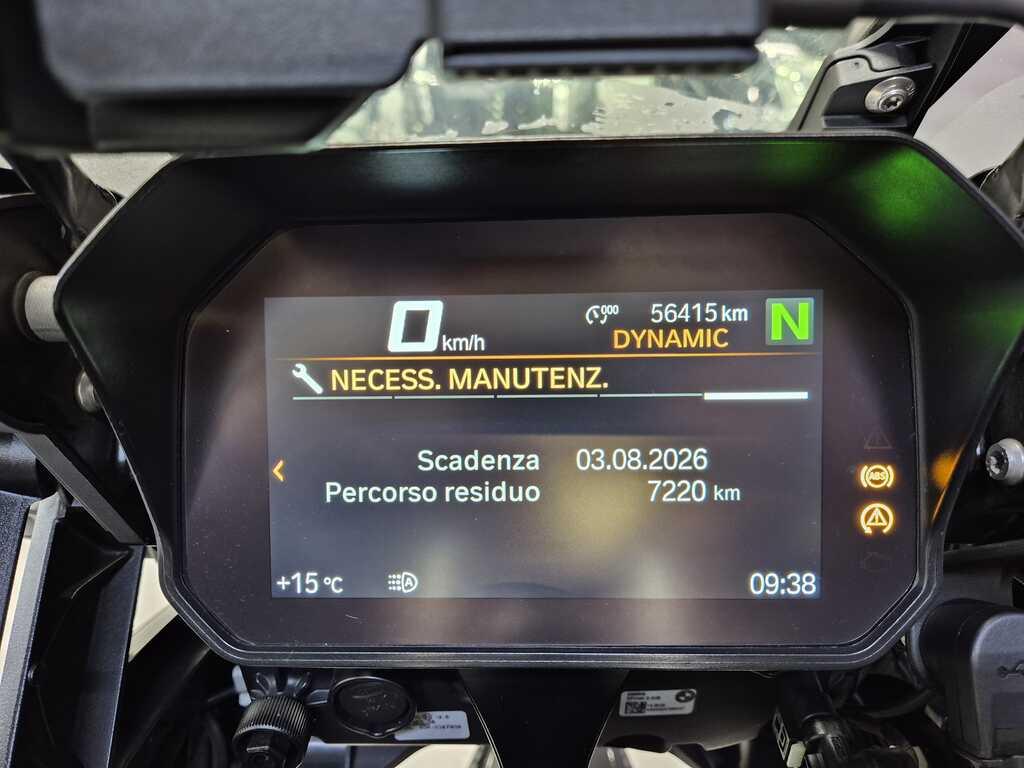 0 km/h
000 56415 km
DYNAMIC
N
NECESS. MANUTENZ.
Scadenza 03.08.2026
Percorso residuo 7220 km
ABS
+15 °C
A
09:38